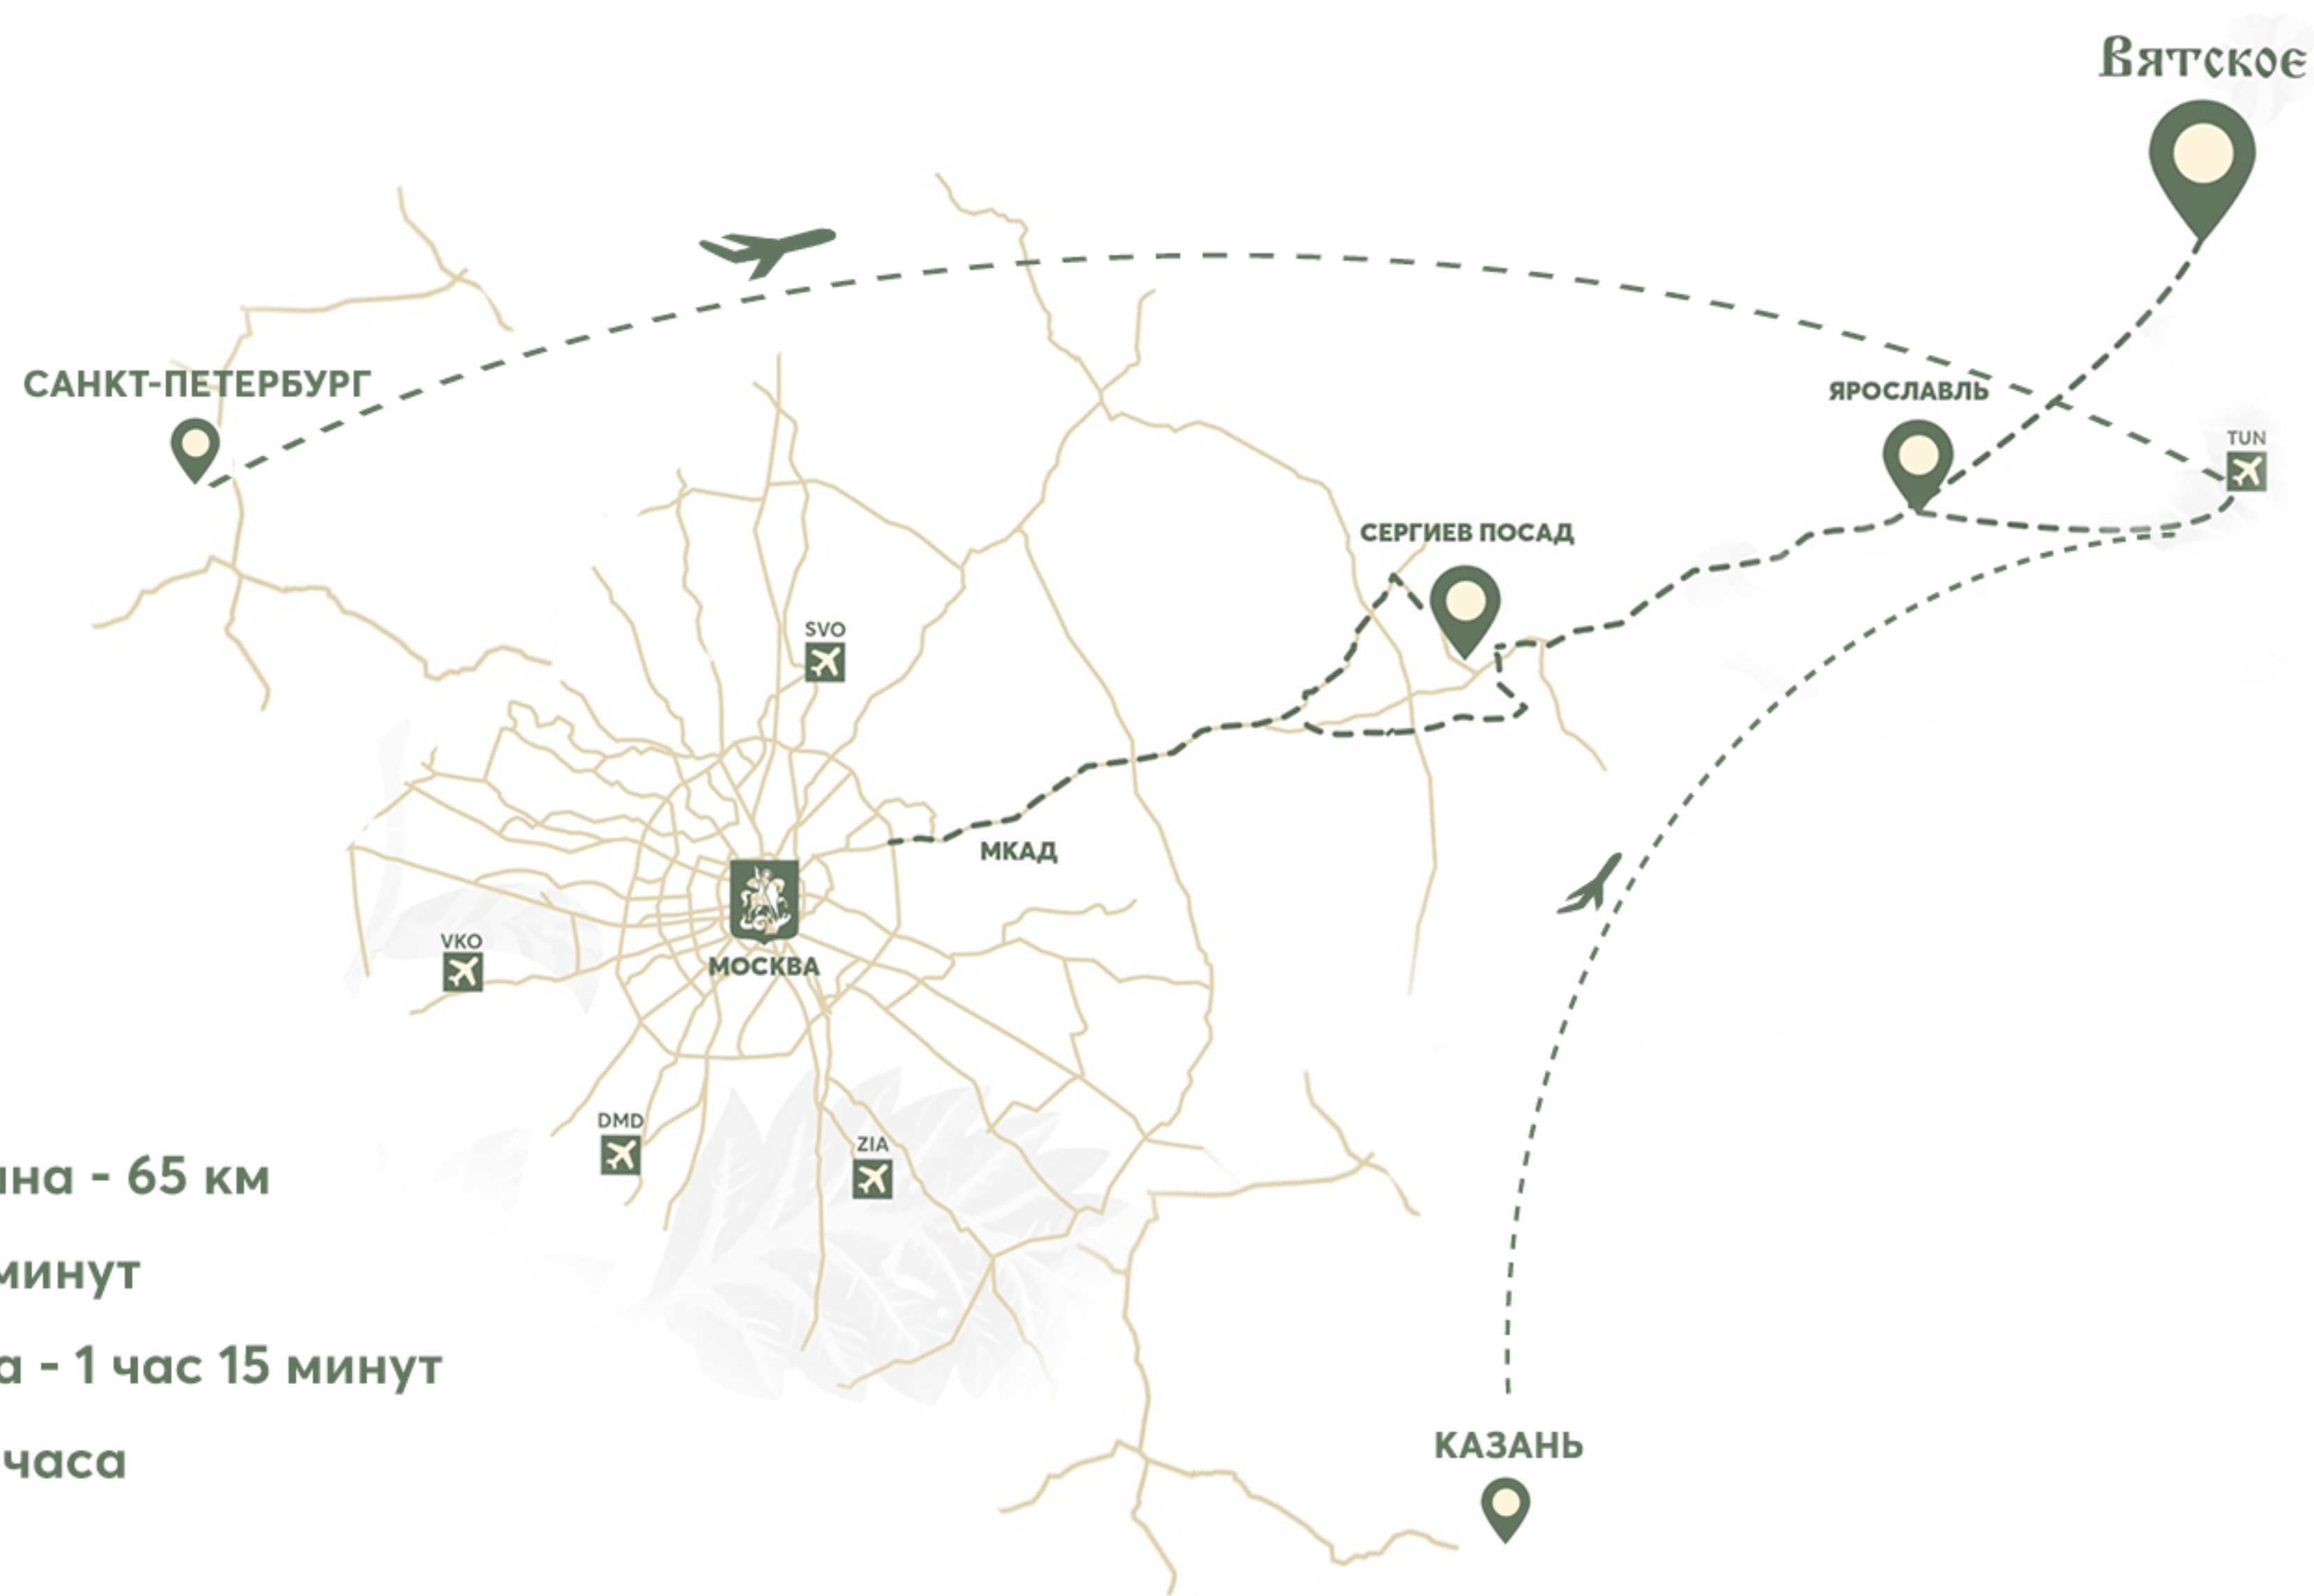 Вятское
САНКТ-ПЕТЕРБУРГ
ЯРОСЛАВЛЬ
TUN
СЕРГИЕВ ПОСАД
SVO
МКАД
VKO
МОСКВА
DMD
ZIA
- 65 км
минут
- 1 час 15 минут
часа
КАЗАНЬ